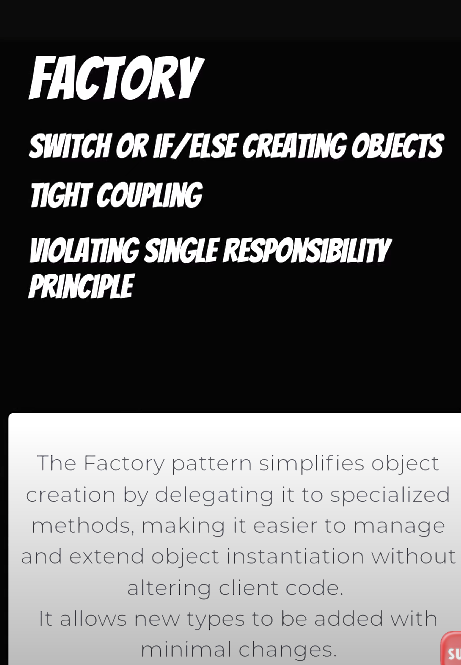 FACTORY
SWITCH OR IF/ELSE CREATING OBJECTS
TIGHT COUPLING
VIOLATING SINGLE RESPONSIBILITY
PRINCIPLE
The Factory pattern simplifies object
creation by delegating it to specialized
methods, making it easier to manage
and extend object instantiation without
altering client code.
It allows new types to be added with
minimal changes.